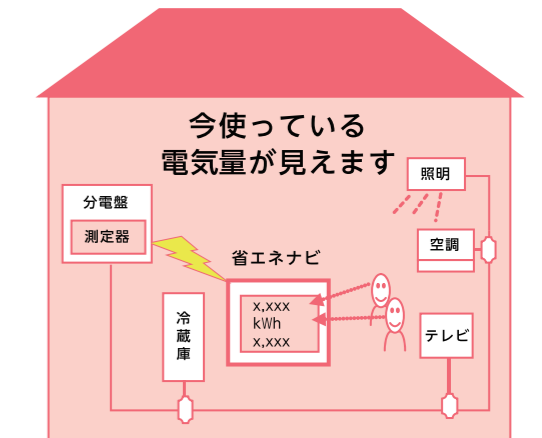 今使っている
電気量が見えます
照明
分電盤
測定器
空調
省エネナビ
x,xxx
kWh
x,xxx
冷蔵庫
テレビ